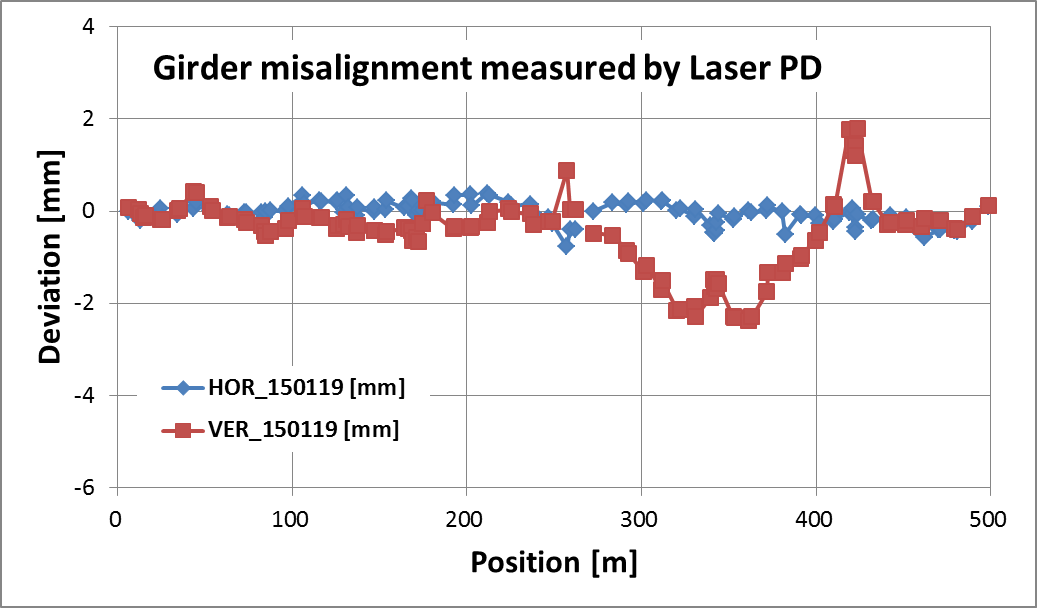 Girder misalignment measured by Laser PD
4
2
0
-2
-4
-6
Deviation [mm]
HOR_150119 [mm]
VER_150119 [mm]
0 100 200 300 400 500
Position [m]